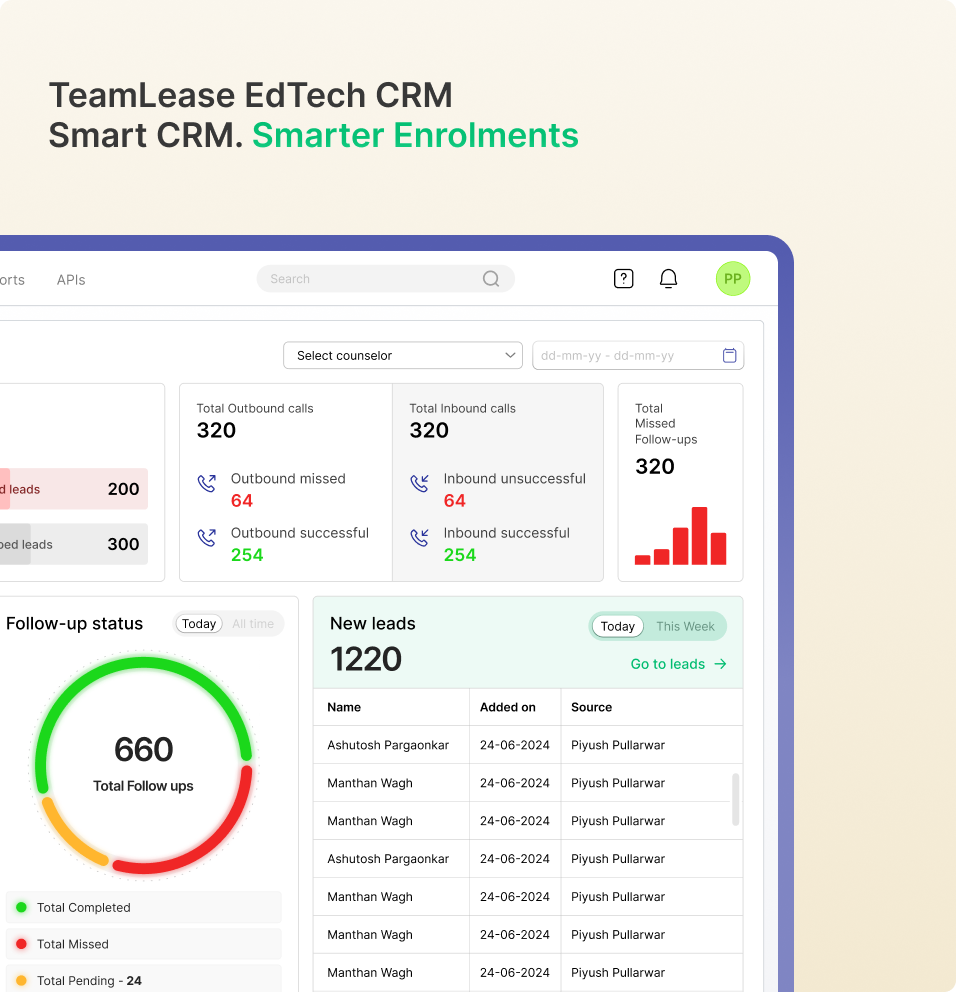 TeamLease EdTech CRM
Smart CRM. Smarter Enrolments
APIs
Search
?
PP
Select counselor
dd-mm-yy - dd-mm-yy
leads 200
leads 300
Total Outbound calls
320
Outbound missed
64
Outbound successful
254
Total Inbound calls
320
Inbound unsuccessful
64
Inbound successful
254
Total
Missed
Follow-ups
320
Follow-up status
Today All time
660
Total Follow ups
Total Completed
Total Missed
Total Pending - 24
New leads
1220
Today This Week
Go to leads →
Name Added on Source
Ashutosh Pargaonkar 24-06-2024 Piyush Pullarwar
Manthan Wagh 24-06-2024 Piyush Pullarwar
Manthan Wagh 24-06-2024 Piyush Pullarwar
Ashutosh Pargaonkar 24-06-2024 Piyush Pullarwar
Manthan Wagh 24-06-2024 Piyush Pullarwar
Manthan Wagh 24-06-2024 Piyush Pullarwar
Manthan Wagh 24-06-2024 Piyush Pullarwar